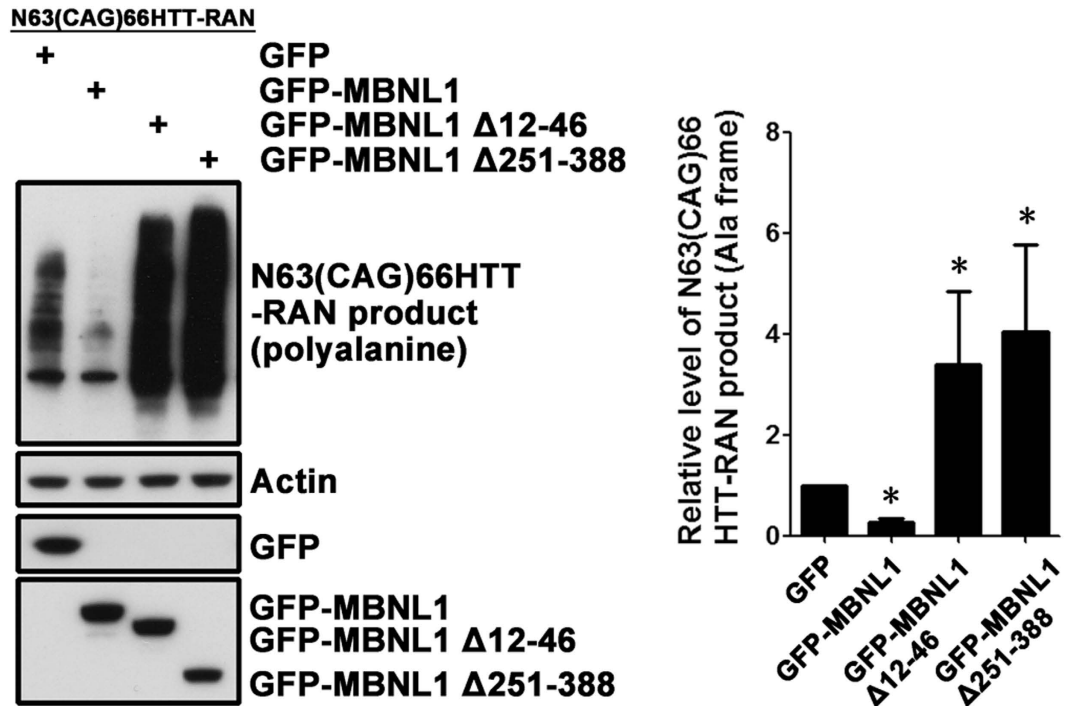 N63(CAG)66HTT-RAN
+ GFP
+ GFP-MBNL1
+ GFP-MBNL1 Δ12-46
+ GFP-MBNL1 Δ251-388
N63(CAG)66HTT
-RAN product
(polyalanine)
Actin
GFP
GFP-MBNL1
GFP-MBNL1 Δ12-46
GFP-MBNL1 Δ251-388
Relative level of N63(CAG)66
HTT-RAN product (Ala frame)
8
6
4
2
0
*
*
*
GFP
GFP-MBNL1
GFP-MBNL1
Δ12-46
GFP-MBNL1
Δ251-388